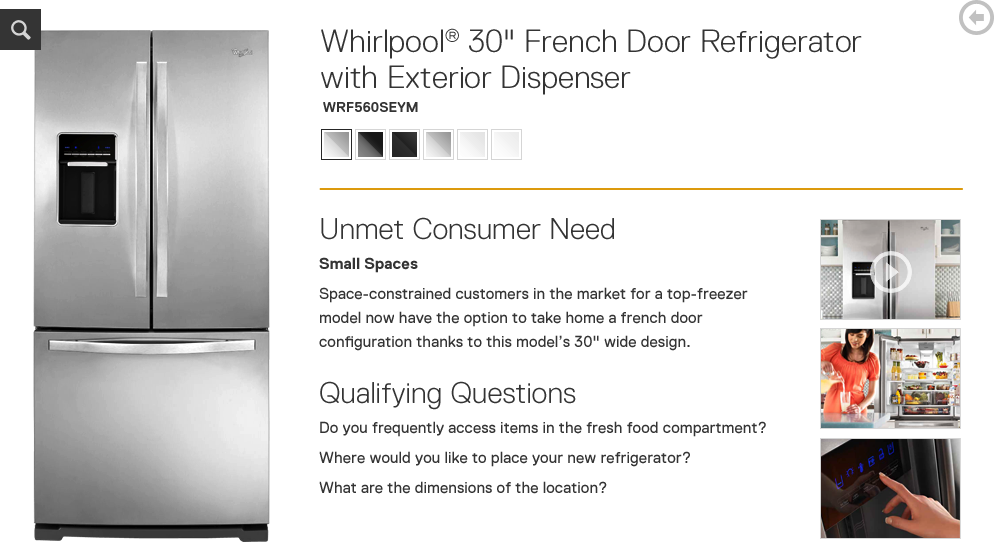 Whirlpool® 30" French Door Refrigerator
with Exterior Dispenser
WRF560SEYM
Unmet Consumer Need
Small Spaces
Space-constrained customers in the market for a top-freezer
model now have the option to take home a french door
configuration thanks to this model's 30" wide design.
Qualifying Questions
Do you frequently access items in the fresh food compartment?
Where would you like to place your new refrigerator?
What are the dimensions of the location?